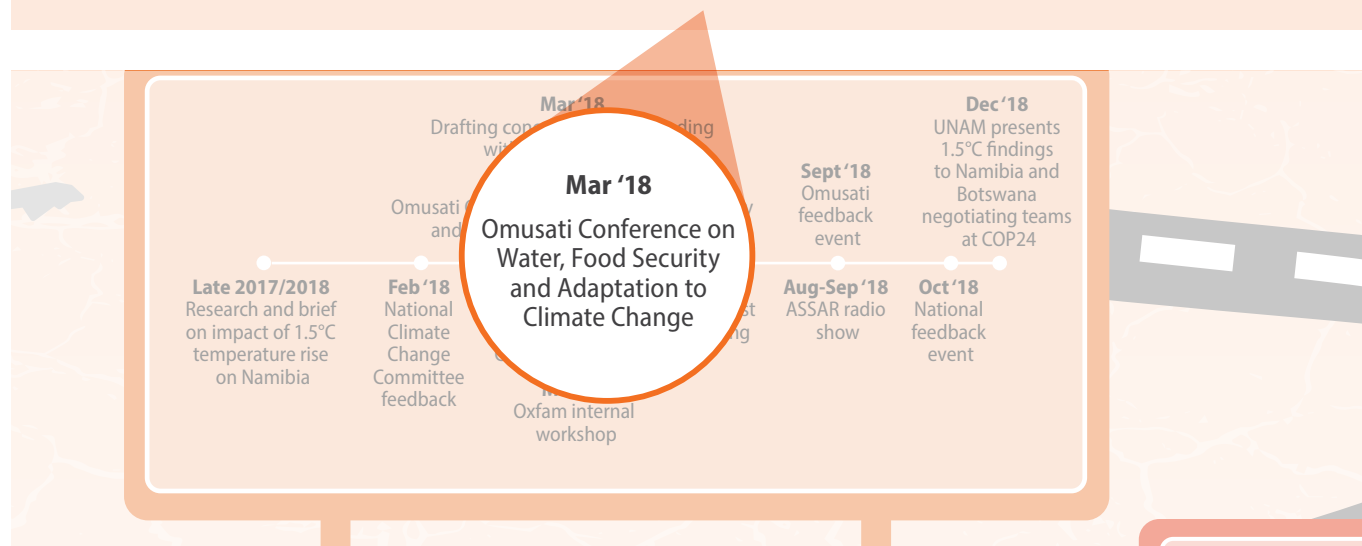 Mar ‘18
Drafting
ding
Mar ‘18
Omusati Conference on
Water, Food Security
and Adaptation to
Climate Change
Omusati
and
Late 2017/2018
Research and brief
on impact of 1.5°C
temperature rise
on Namibia
Feb ‘18
National
Climate
Change
Committee
feedback
Oxfam internal
workshop
Sept ‘18
Omusati
feedback
event
Aug-Sep ‘18
ASSAR radio
show
Dec ‘18
UNAM presents
1.5°C findings
to Namibia and
Botswana
negotiating teams
at COP24
Oct ‘18
National
feedback
event